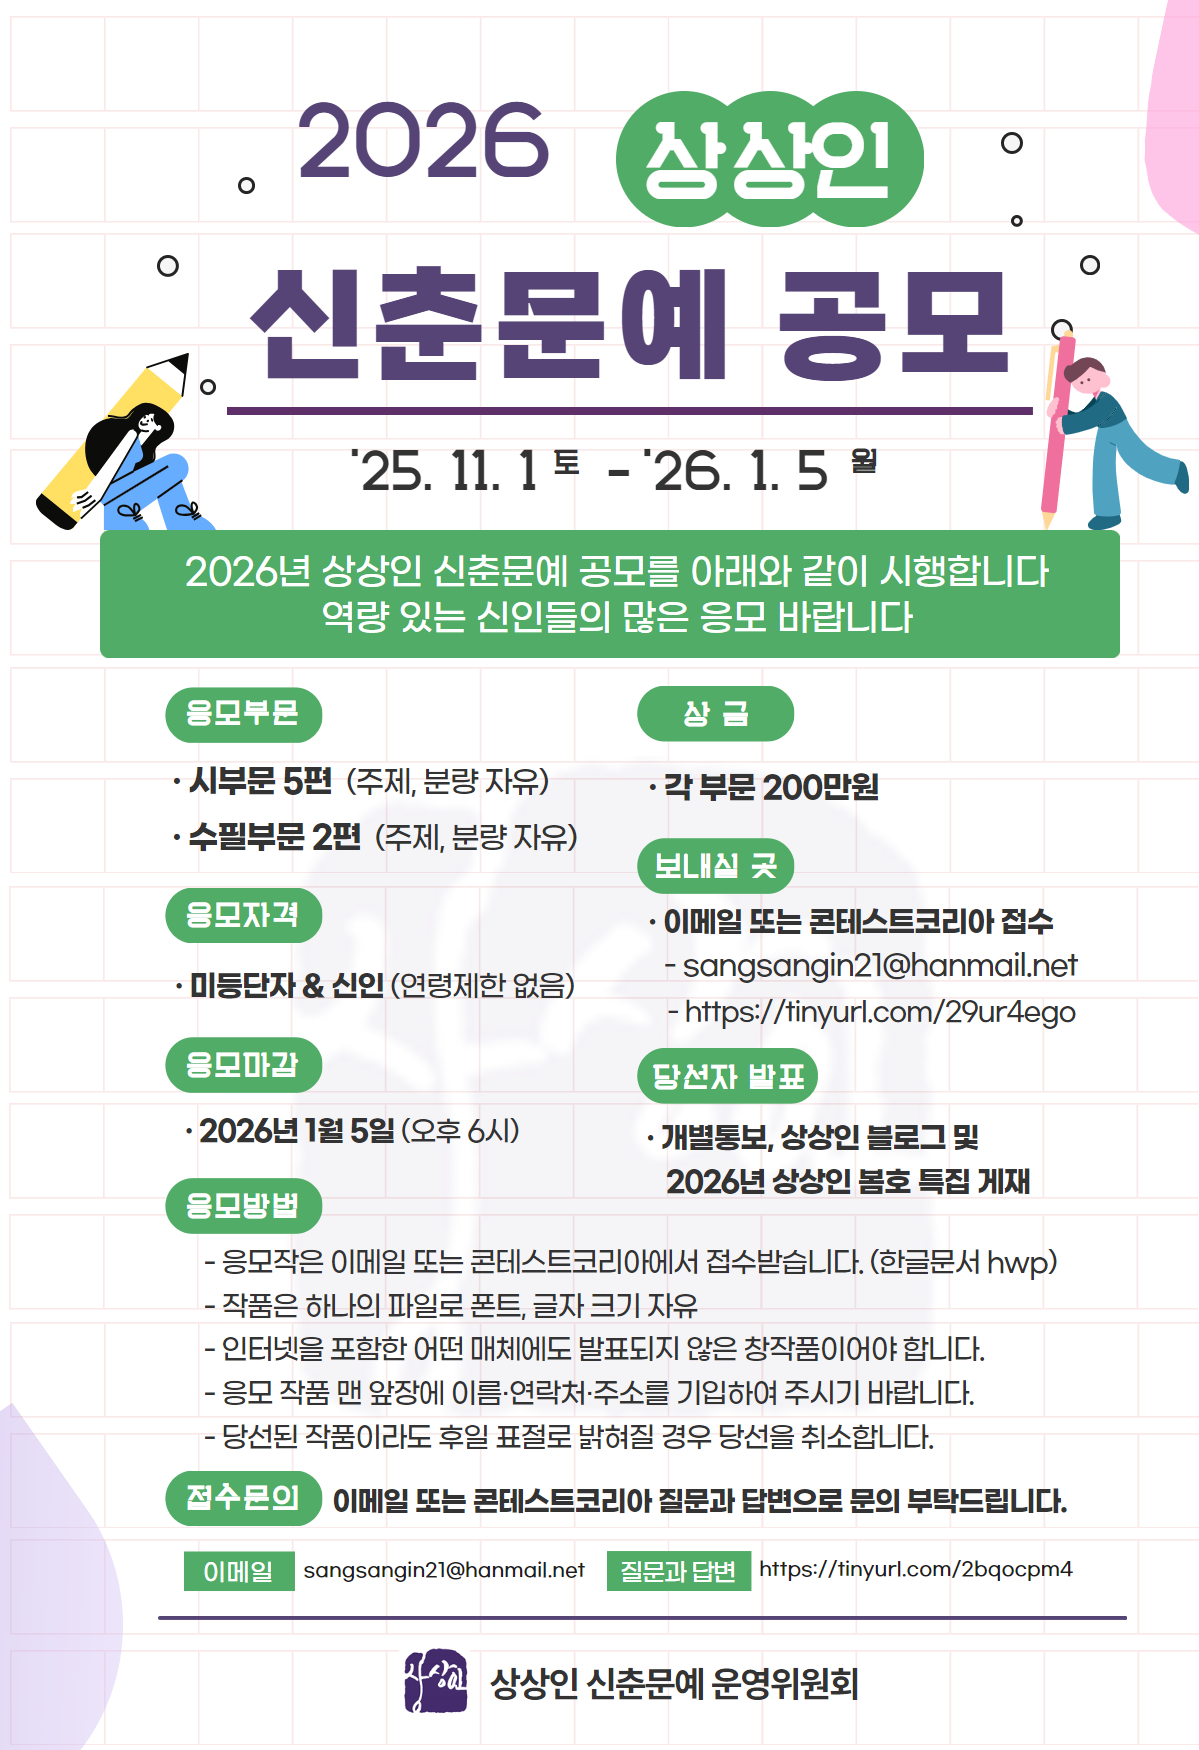 2026 상상인
신춘문예 공모
'25. 11. 1 토 - '26. 1. 5 월
2026년 상상인 신춘문예 공모를 아래와 같이 시행합니다
역량 있는 신인들의 많은 응모 바랍니다
응모부문
· 시부문 5편 (주제, 분량 자유)
· 수필부문 2편 (주제, 분량 자유)
응모자격
· 미등단자 & 신인 (연령제한 없음)
응모마감
· 2026년 1월 5일 (오후 6시)
상 금
· 각 부문 200만원
보내실 곳
· 이메일 또는 콘테스트코리아 접수
- sangsangin21@hanmail.net
- https://tinyurl.com/29ur4ego
당선자 발표
· 개별통보, 상상인 블로그 및
2026년 상상인 봄호 특집 게재
응모방법
- 응모작은 이메일 또는 콘테스트코리아에서 접수받습니다. (한글문서 hwp)
- 작품은 하나의 파일로 폰트, 글자 크기 자유
- 인터넷을 포함한 어떤 매체에도 발표되지 않은 창작품이어야 합니다.
- 응모 작품 맨 앞장에 이름·연락처·주소를 기입하여 주시기 바랍니다.
- 당선된 작품이라도 후일 표절로 밝혀질 경우 당선을 취소합니다.
접수문의 이메일 또는 콘테스트코리아 질문과 답변으로 문의 부탁드립니다.
이메일 sangsangin21@hanmail.net 질문과 답변 https://tinyurl.com/2bqocpm4
상상인 상상인 신춘문예 운영위원회